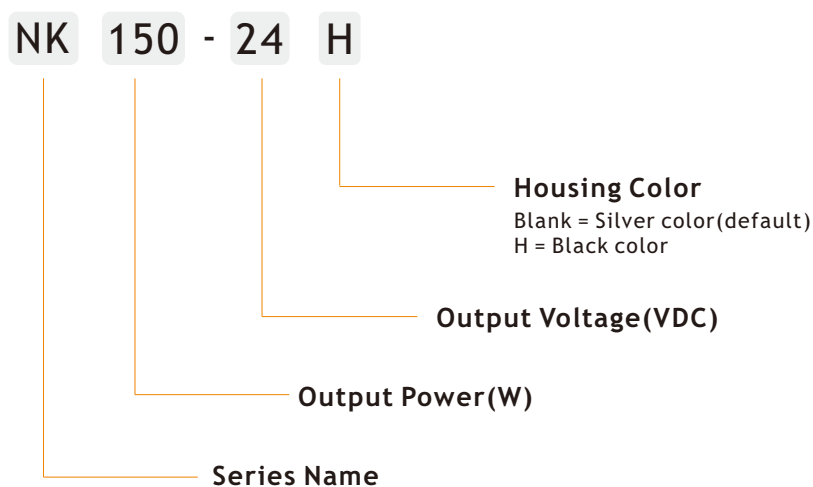 NK 150 - 24 H
Housing Color
Blank = Silver color(default)
H = Black color
Output Voltage(VDC)
Output Power(W)
Series Name